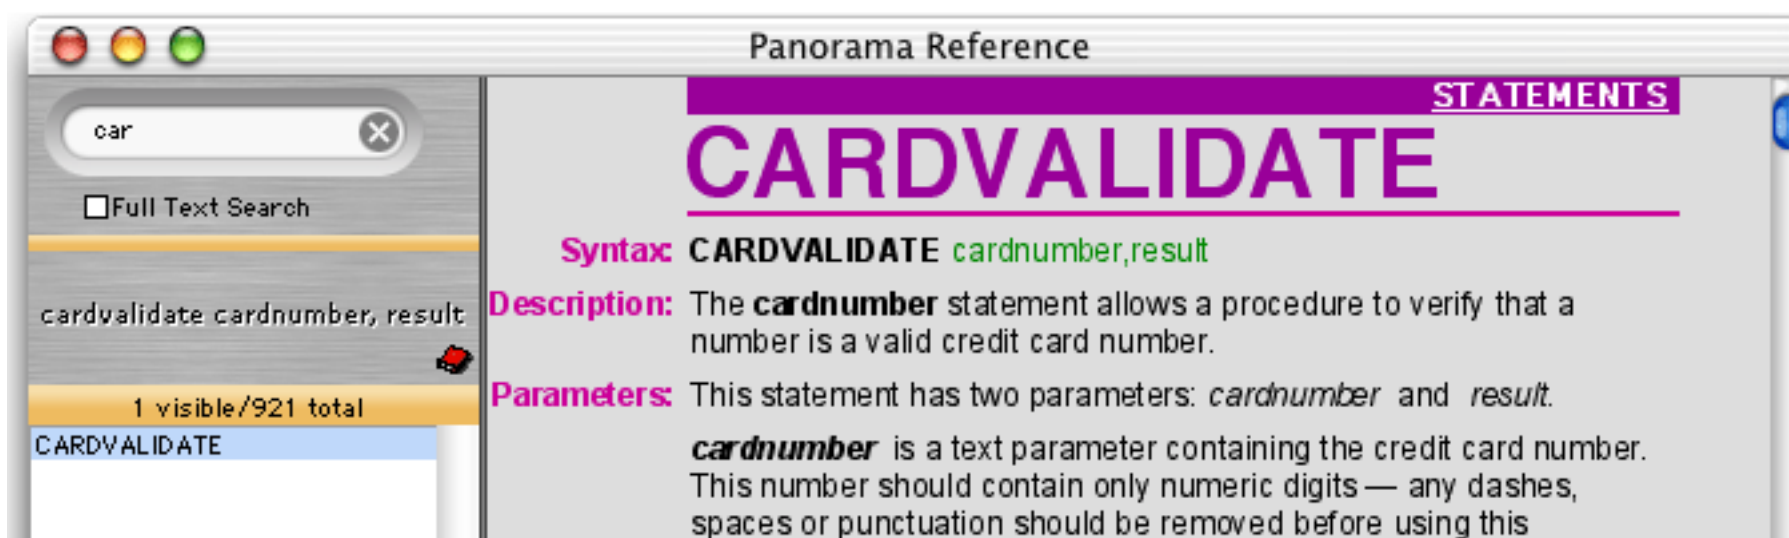 Panorama Reference
car
Full Text Search
cardvalidate cardnumber, result
1 visible/921 total
CARDVALIDATE
STATEMENTS
CARDVALIDATE
Syntax: CARDVALIDATE cardnumber,result
Description: The cardnumber statement allows a procedure to verify that a
number is a valid credit card number.
Parameters: This statement has two parameters: cardnumber and result.
cardnumber is a text parameter containing the credit card number.
This number should contain only numeric digits — any dashes,
spaces or punctuation should be removed before using this